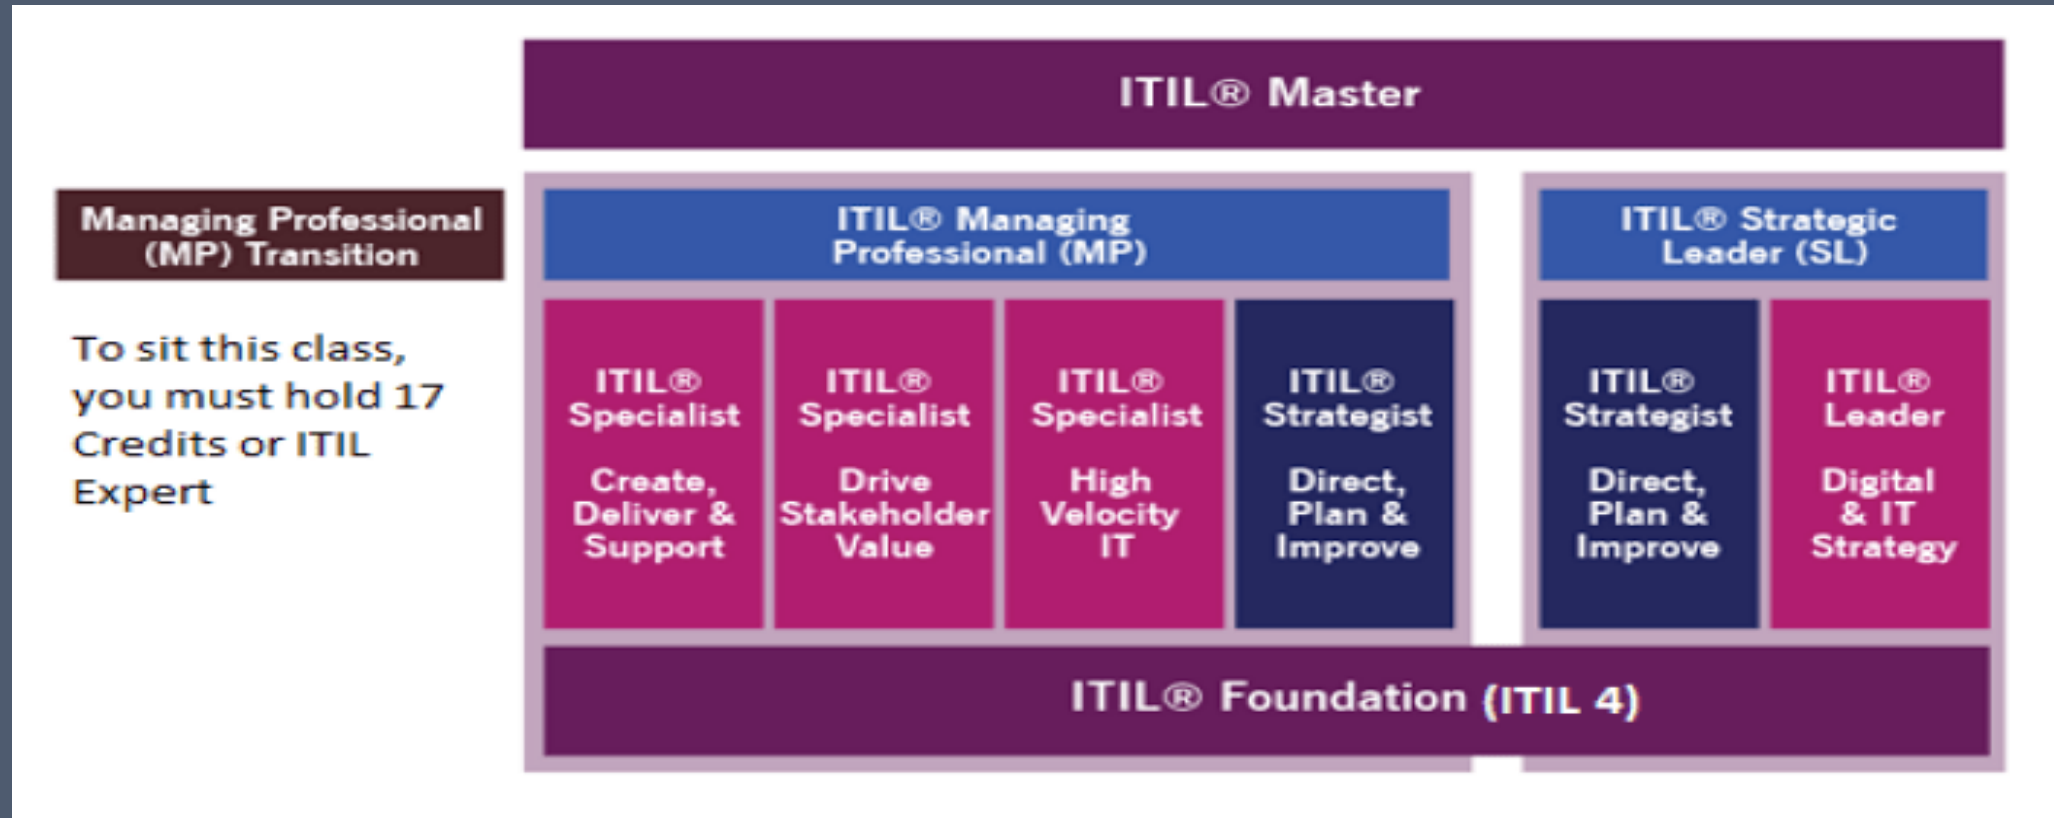 ITIL® Master
Managing Professional
(MP) Transition
To sit this class,
you must hold 17
Credits or ITIL
Expert
ITIL® Managing
Professional (MP)
ITIL® Strategic
Leader (SL)
ITIL®
Specialist
Create,
Deliver &
Support
ITIL®
Specialist
Drive
Stakeholder
Value
ITIL®
Specialist
High
Velocity
IT
ITIL®
Strategist
Direct,
Plan &
Improve
ITIL®
Strategist
Direct,
Plan &
Improve
ITIL®
Leader
Digital
& IT
Strategy
ITIL® Foundation (ITIL 4)